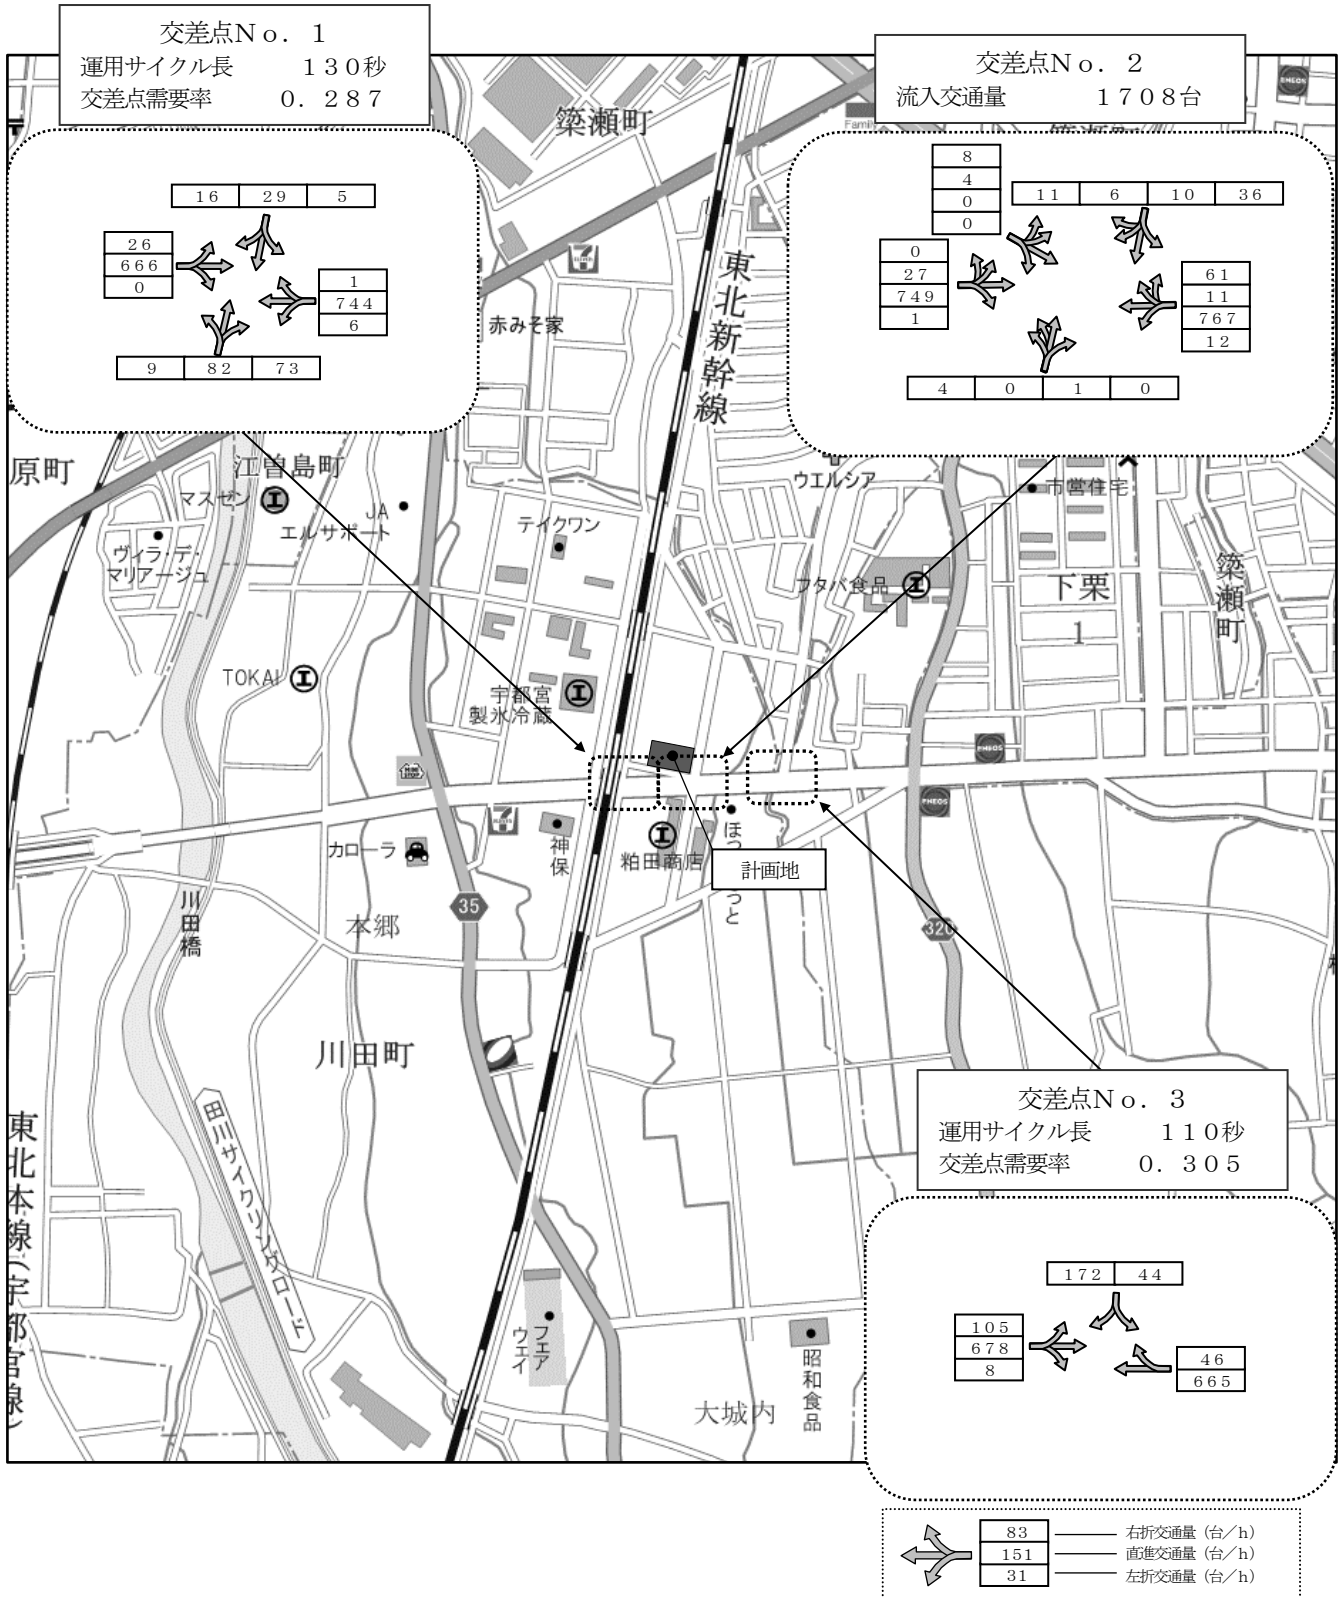 交差点No．1
運用サイクル長　130秒
交差点需要率　0．287
交差点No．2
流入交通量　1708台
16 29 5
26
666
0
1
744
6
9 82 73
8
4
0
0
11 6 10 36
0
27
749
1
61
11
767
12
4 0 1 0
簗瀬町
ENEOS
赤みそ家
東北新幹線
原町
江曽島町
マスゼン
JA
エルサポート
ヴィラ・デ・
マリアージュ
テイクワン
ウエルシア
市営住宅
フタバ食品
下栗
1
簗瀬町
TOKAI
宇都宮
製氷冷蔵
ENEOS
ENEOS
カローラ
神保
粕田商店
計画地
川田橋
本郷
35
320
川田町
東北本線(宇都宮線)
田川サイクリングロード
フェア
ウェイ
昭和食品
大城内
交差点No．3
運用サイクル長　110秒
交差点需要率　0．305
172 44
105
678
8
46
665
83 右折交通量（台／h）
151 直進交通量（台／h）
31 左折交通量（台／h）